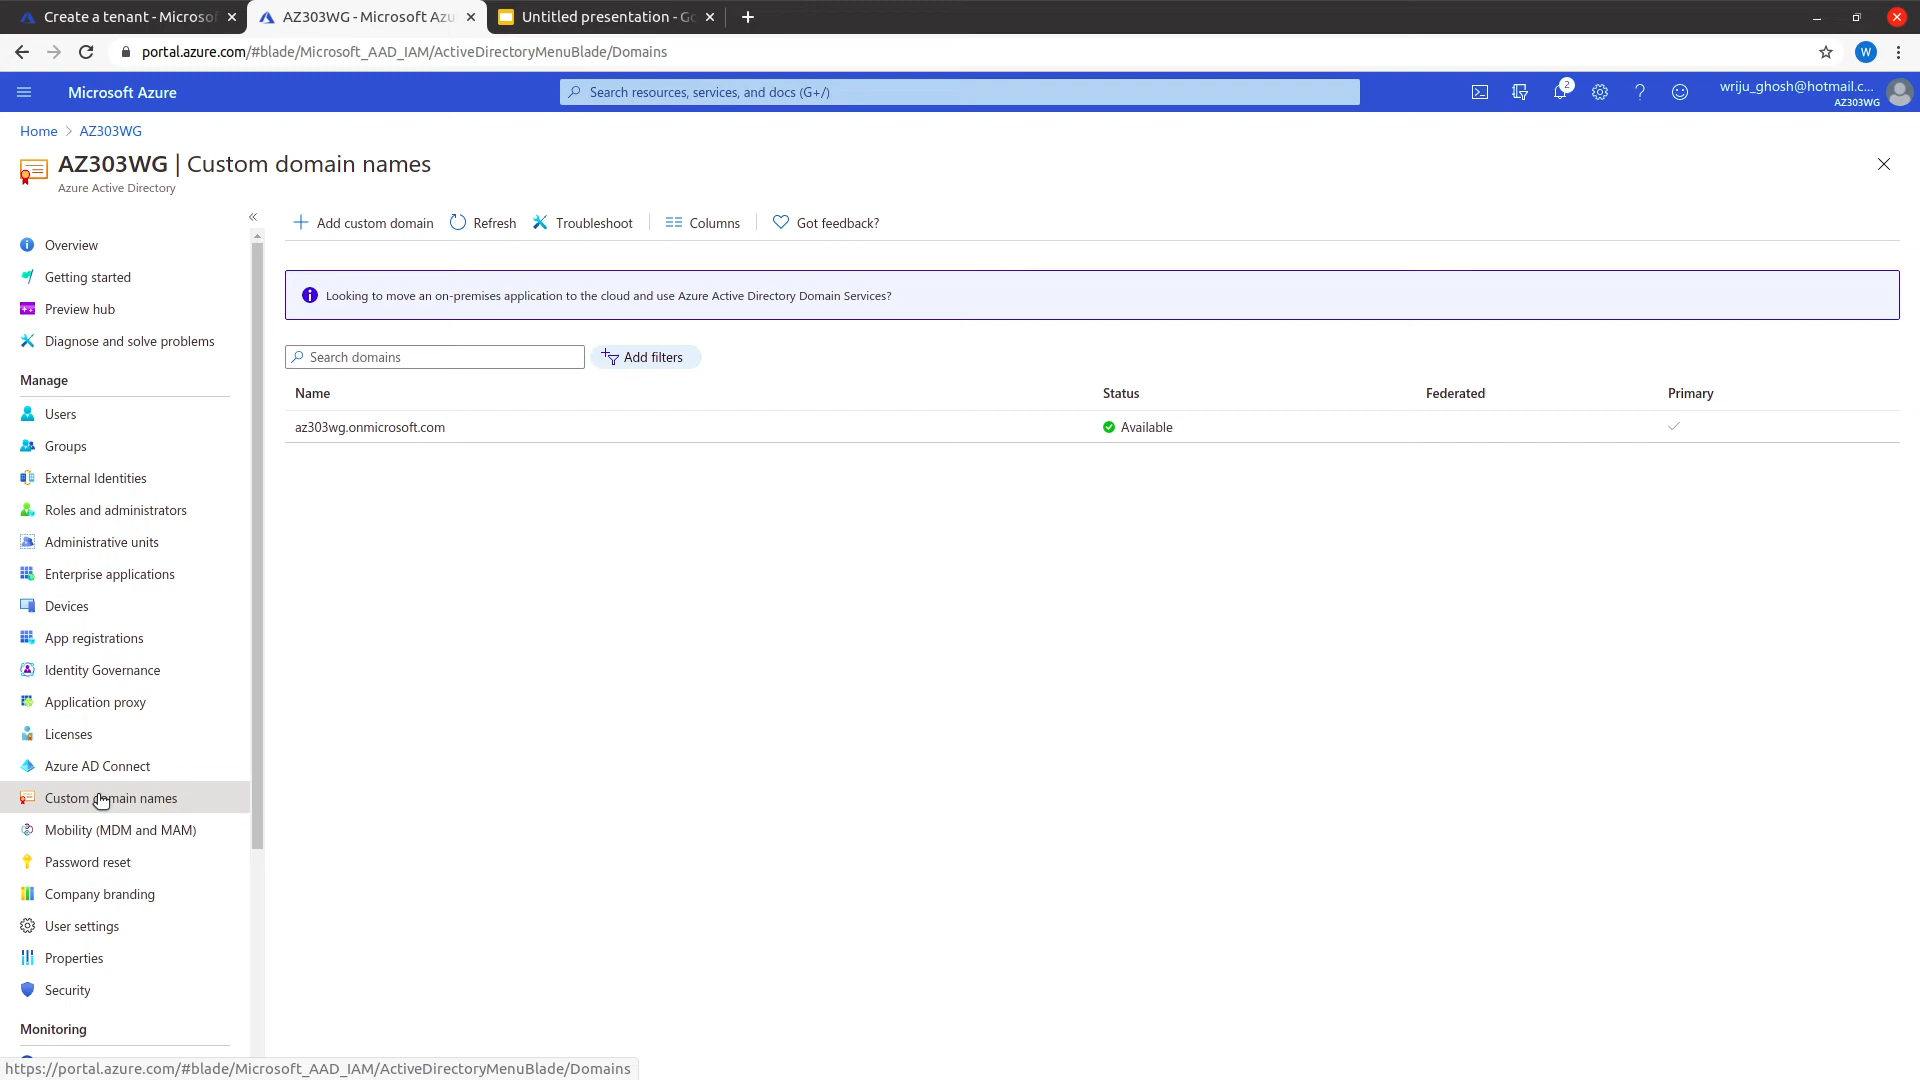 Create a tenant - Microsof
AZ303WG - Microsoft Azu
Untitled presentation - Go
portal.azure.com/#blade/Microsoft_AAD_IAM/ActiveDirectoryMenuBlade/Domains
W
Microsoft Azure
Search resources, services, and docs (G+/)
2
wriju_ghosh@hotmail.c...
AZ303WG
Home > AZ303WG
AZ303WG | Custom domain names
Azure Active Directory
«
Add custom domain
Refresh
Troubleshoot
Columns
Got feedback?
Overview
Getting started
Preview hub
Diagnose and solve problems
Manage
Users
Groups
External Identities
Roles and administrators
Administrative units
Enterprise applications
Devices
App registrations
Identity Governance
Application proxy
Licenses
Azure AD Connect
Custom domain names
Mobility (MDM and MAM)
Password reset
Company branding
User settings
Properties
Security
Monitoring
Looking to move an on-premises application to the cloud and use Azure Active Directory Domain Services?
Search domains
Add filters
Name Status Federated Primary
az303wg.onmicrosoft.com Available
https://portal.azure.com/#blade/Microsoft_AAD_IAM/ActiveDirectoryMenuBlade/Domains